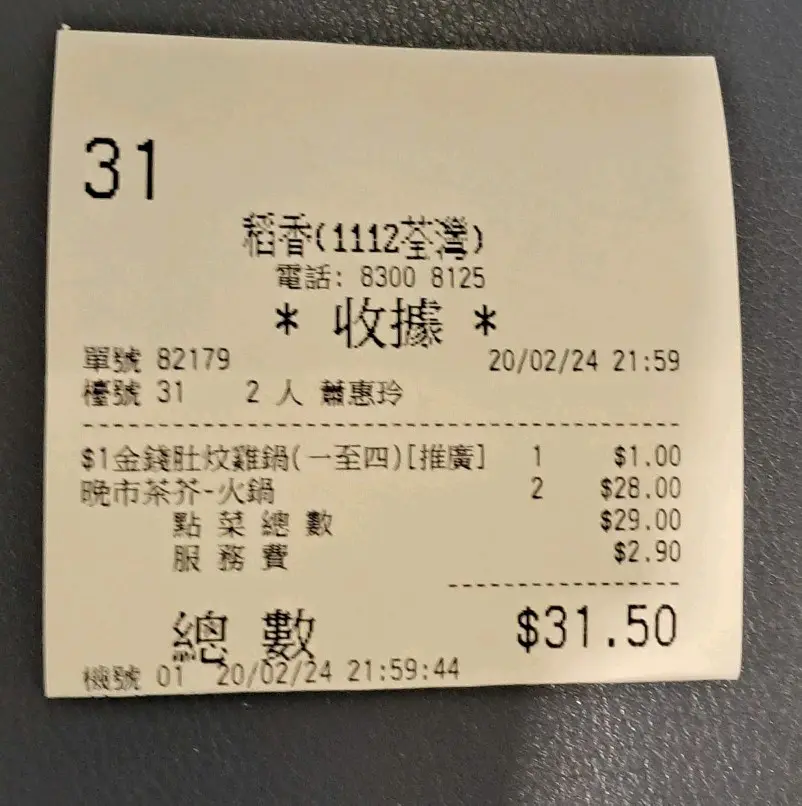 31
稻香(1112荃灣)
電話: 8300 8125
* 收據 *
單號 82179 20/02/24 21:59
檯號 31 2 人 蕭惠玲
$1金錢肚炆雞鍋(一至四)[推廣] 1 $1.00
晚市茶芥-火鍋 2 $28.00
點菜總數 $29.00
服務費 $2.90
總數 $31.50
機號 01 20/02/24 21:59:44